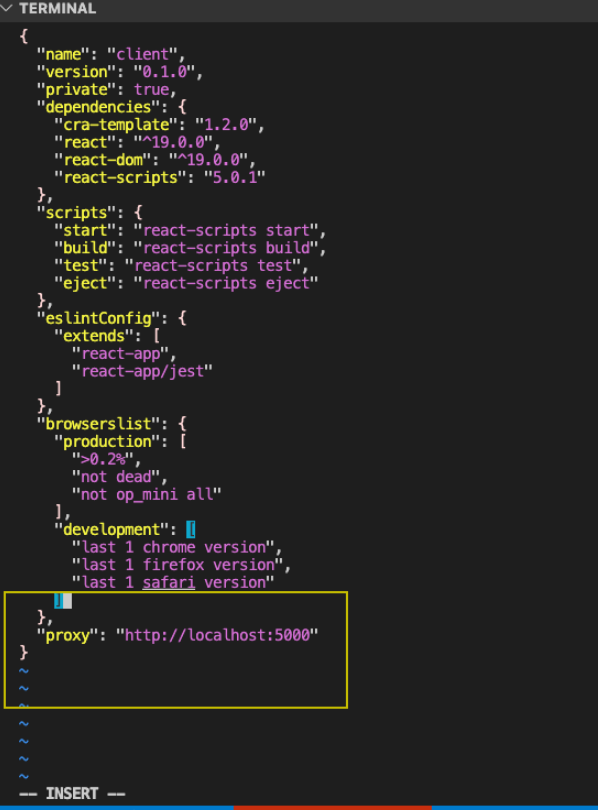 TERMINAL
{
  "name": "client",
  "version": "0.1.0",
  "private": true,
  "dependencies": {
    "cra-template": "1.2.0",
    "react": "^19.0.0",
    "react-dom": "^19.0.0",
    "react-scripts": "5.0.1"
  },
  "scripts": {
    "start": "react-scripts start",
    "build": "react-scripts build",
    "test": "react-scripts test",
    "eject": "react-scripts eject"
  },
  "eslintConfig": {
    "extends": [
      "react-app",
      "react-app/jest"
    ]
  },
  "browserslist": {
    "production": [
      ">0.2%",
      "not dead",
      "not op_mini all"
    ],
    "development": [
      "last 1 chrome version",
      "last 1 firefox version",
      "last 1 safari version"
    ]
  },
  "proxy": "http://localhost:5000"
}
~
~
~
~
~
~
~
-- INSERT --